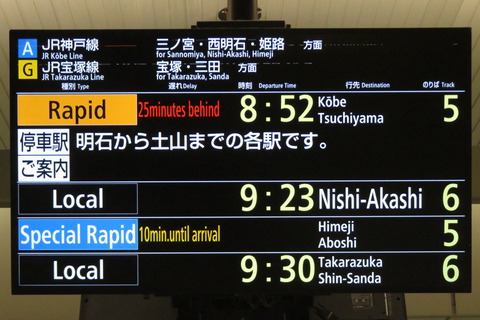 A JR神戸線 三ノ宮・西明石・姫路 方面
JR Kōbe Line for Sannomiya, Nishi-Akashi, Himeji
G JR宝塚線 宝塚・三田 方面
JR Takarazuka Line for Takarazuka, Sanda
種別 Type 遅れ Delay 時刻 Departure Time 行先 Destination のりば Track
Rapid 25minutes behind 8:52 Kōbe Tsuchiyama 5
停車駅ご案内 明石から土山までの各駅です。
Local 9:23 Nishi-Akashi 6
Special Rapid 10min.until arrival Himeji Aboshi 5
Local 9:30 Takarazuka Shin-Sanda 6